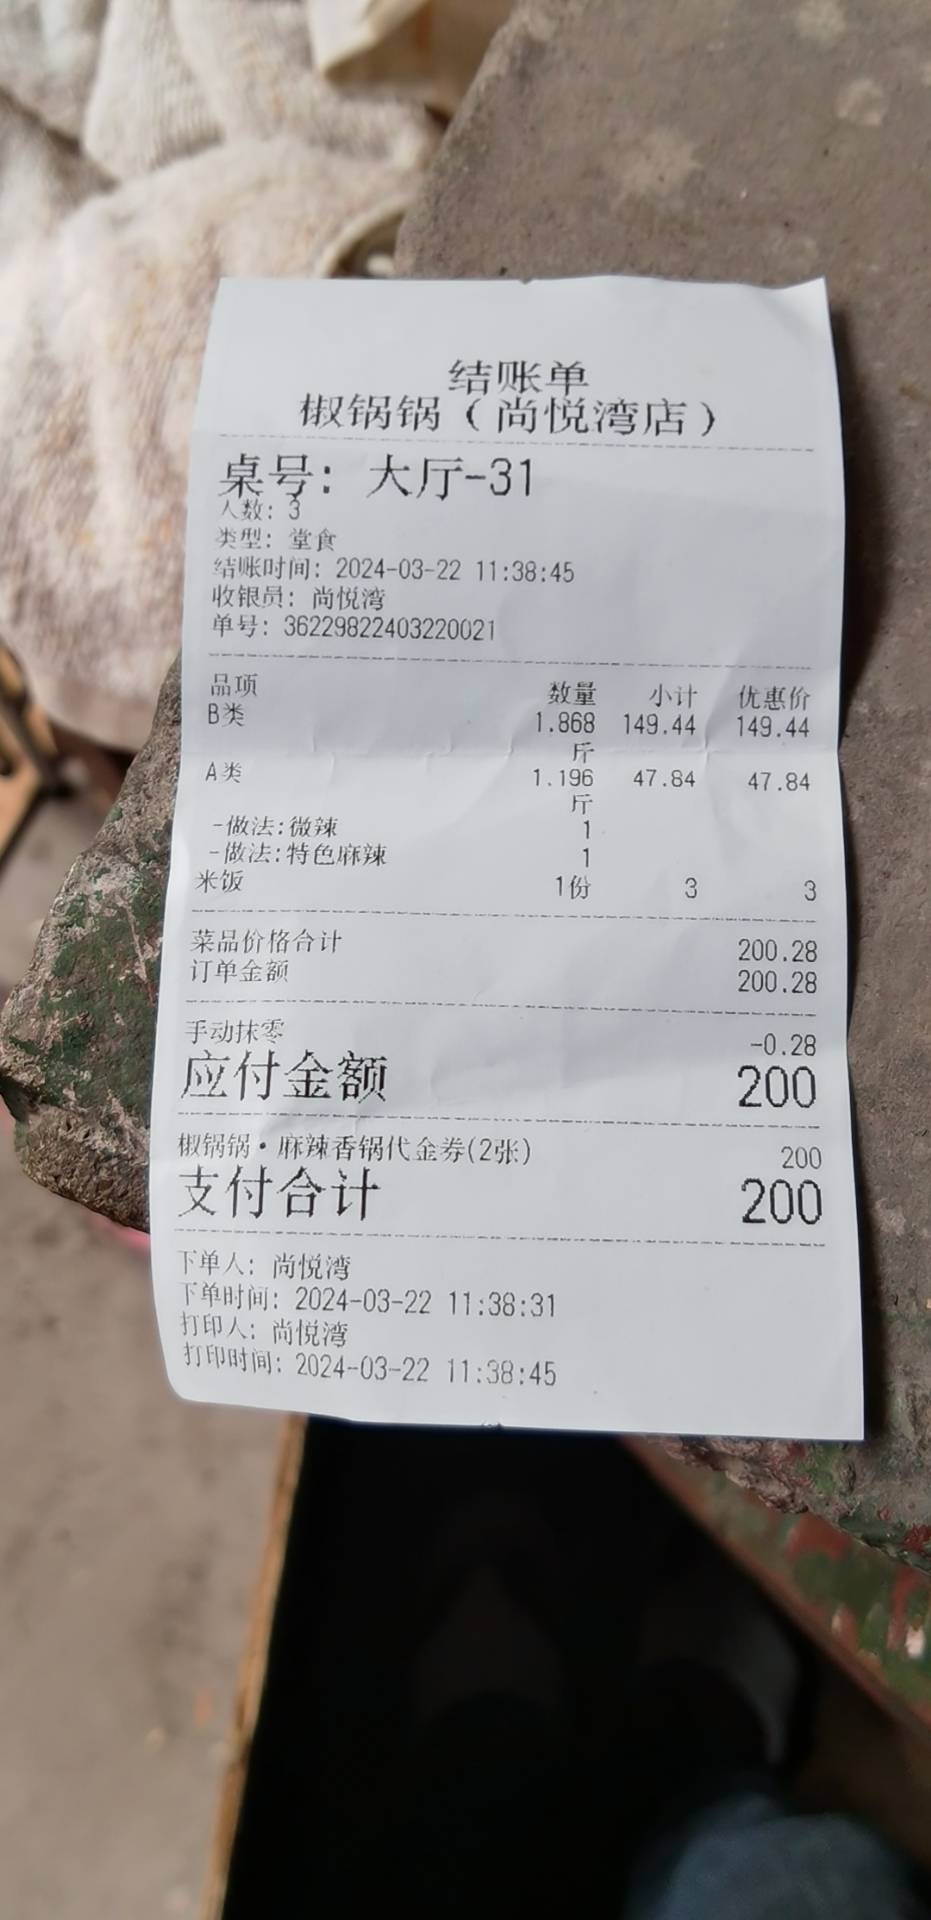 结账单
椒锅锅（尚悦湾店）
桌号：大厅-31
人数：3
类型：堂食
结账时间：2024-03-22 11:38:45
收银员：尚悦湾
单号：36229822403220021
品项 数量 小计 优惠价
B类 1.868 149.44 149.44
斤
A类 1.196 47.84 47.84
斤
-做法:微辣 1
-做法:特色麻辣 1
米饭 1份 3 3
菜品价格合计 200.28
订单金额 200.28
手动抹零 -0.28
应付金额 200
椒锅锅·麻辣香锅代金券(2张) 200
支付合计 200
下单人：尚悦湾
下单时间：2024-03-22 11:38:31
打印人：尚悦湾
打印时间：2024-03-22 11:38:45